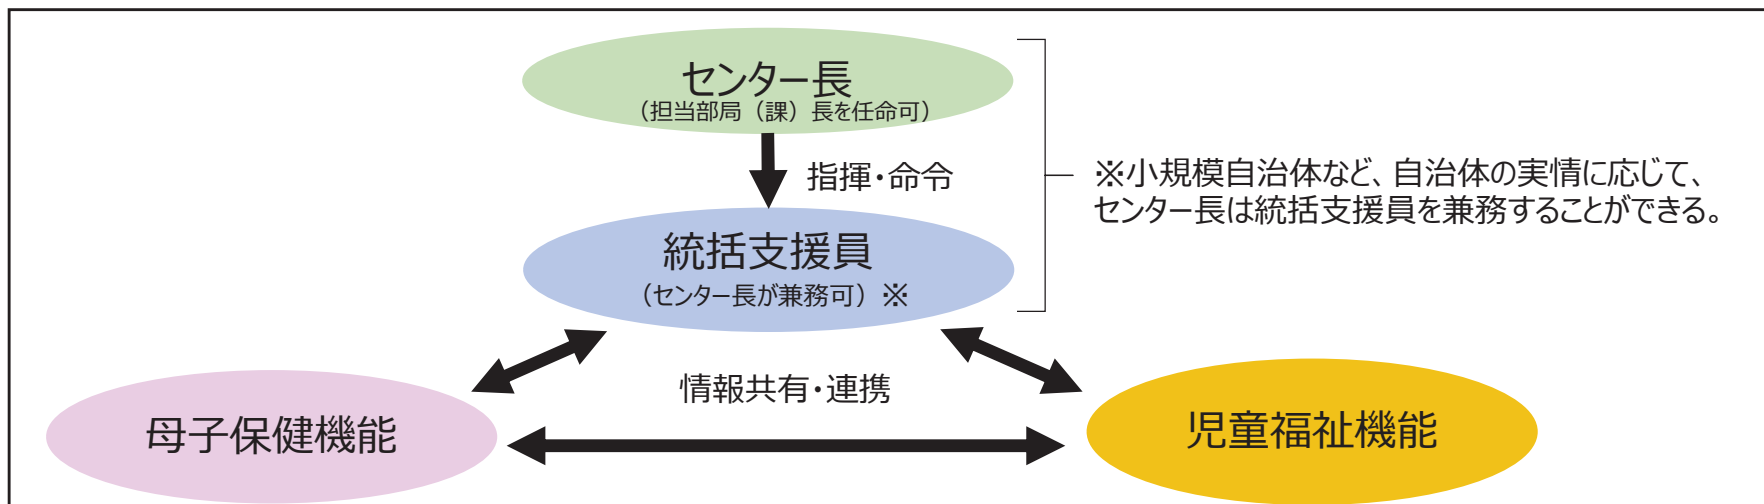 センター長
（担当部局（課）長を任命可）
指揮・命令
※小規模自治体など、自治体の実情に応じて、
センター長は統括支援員を兼務することができる。
統括支援員
（センター長が兼務可）※
情報共有・連携
母子保健機能
児童福祉機能